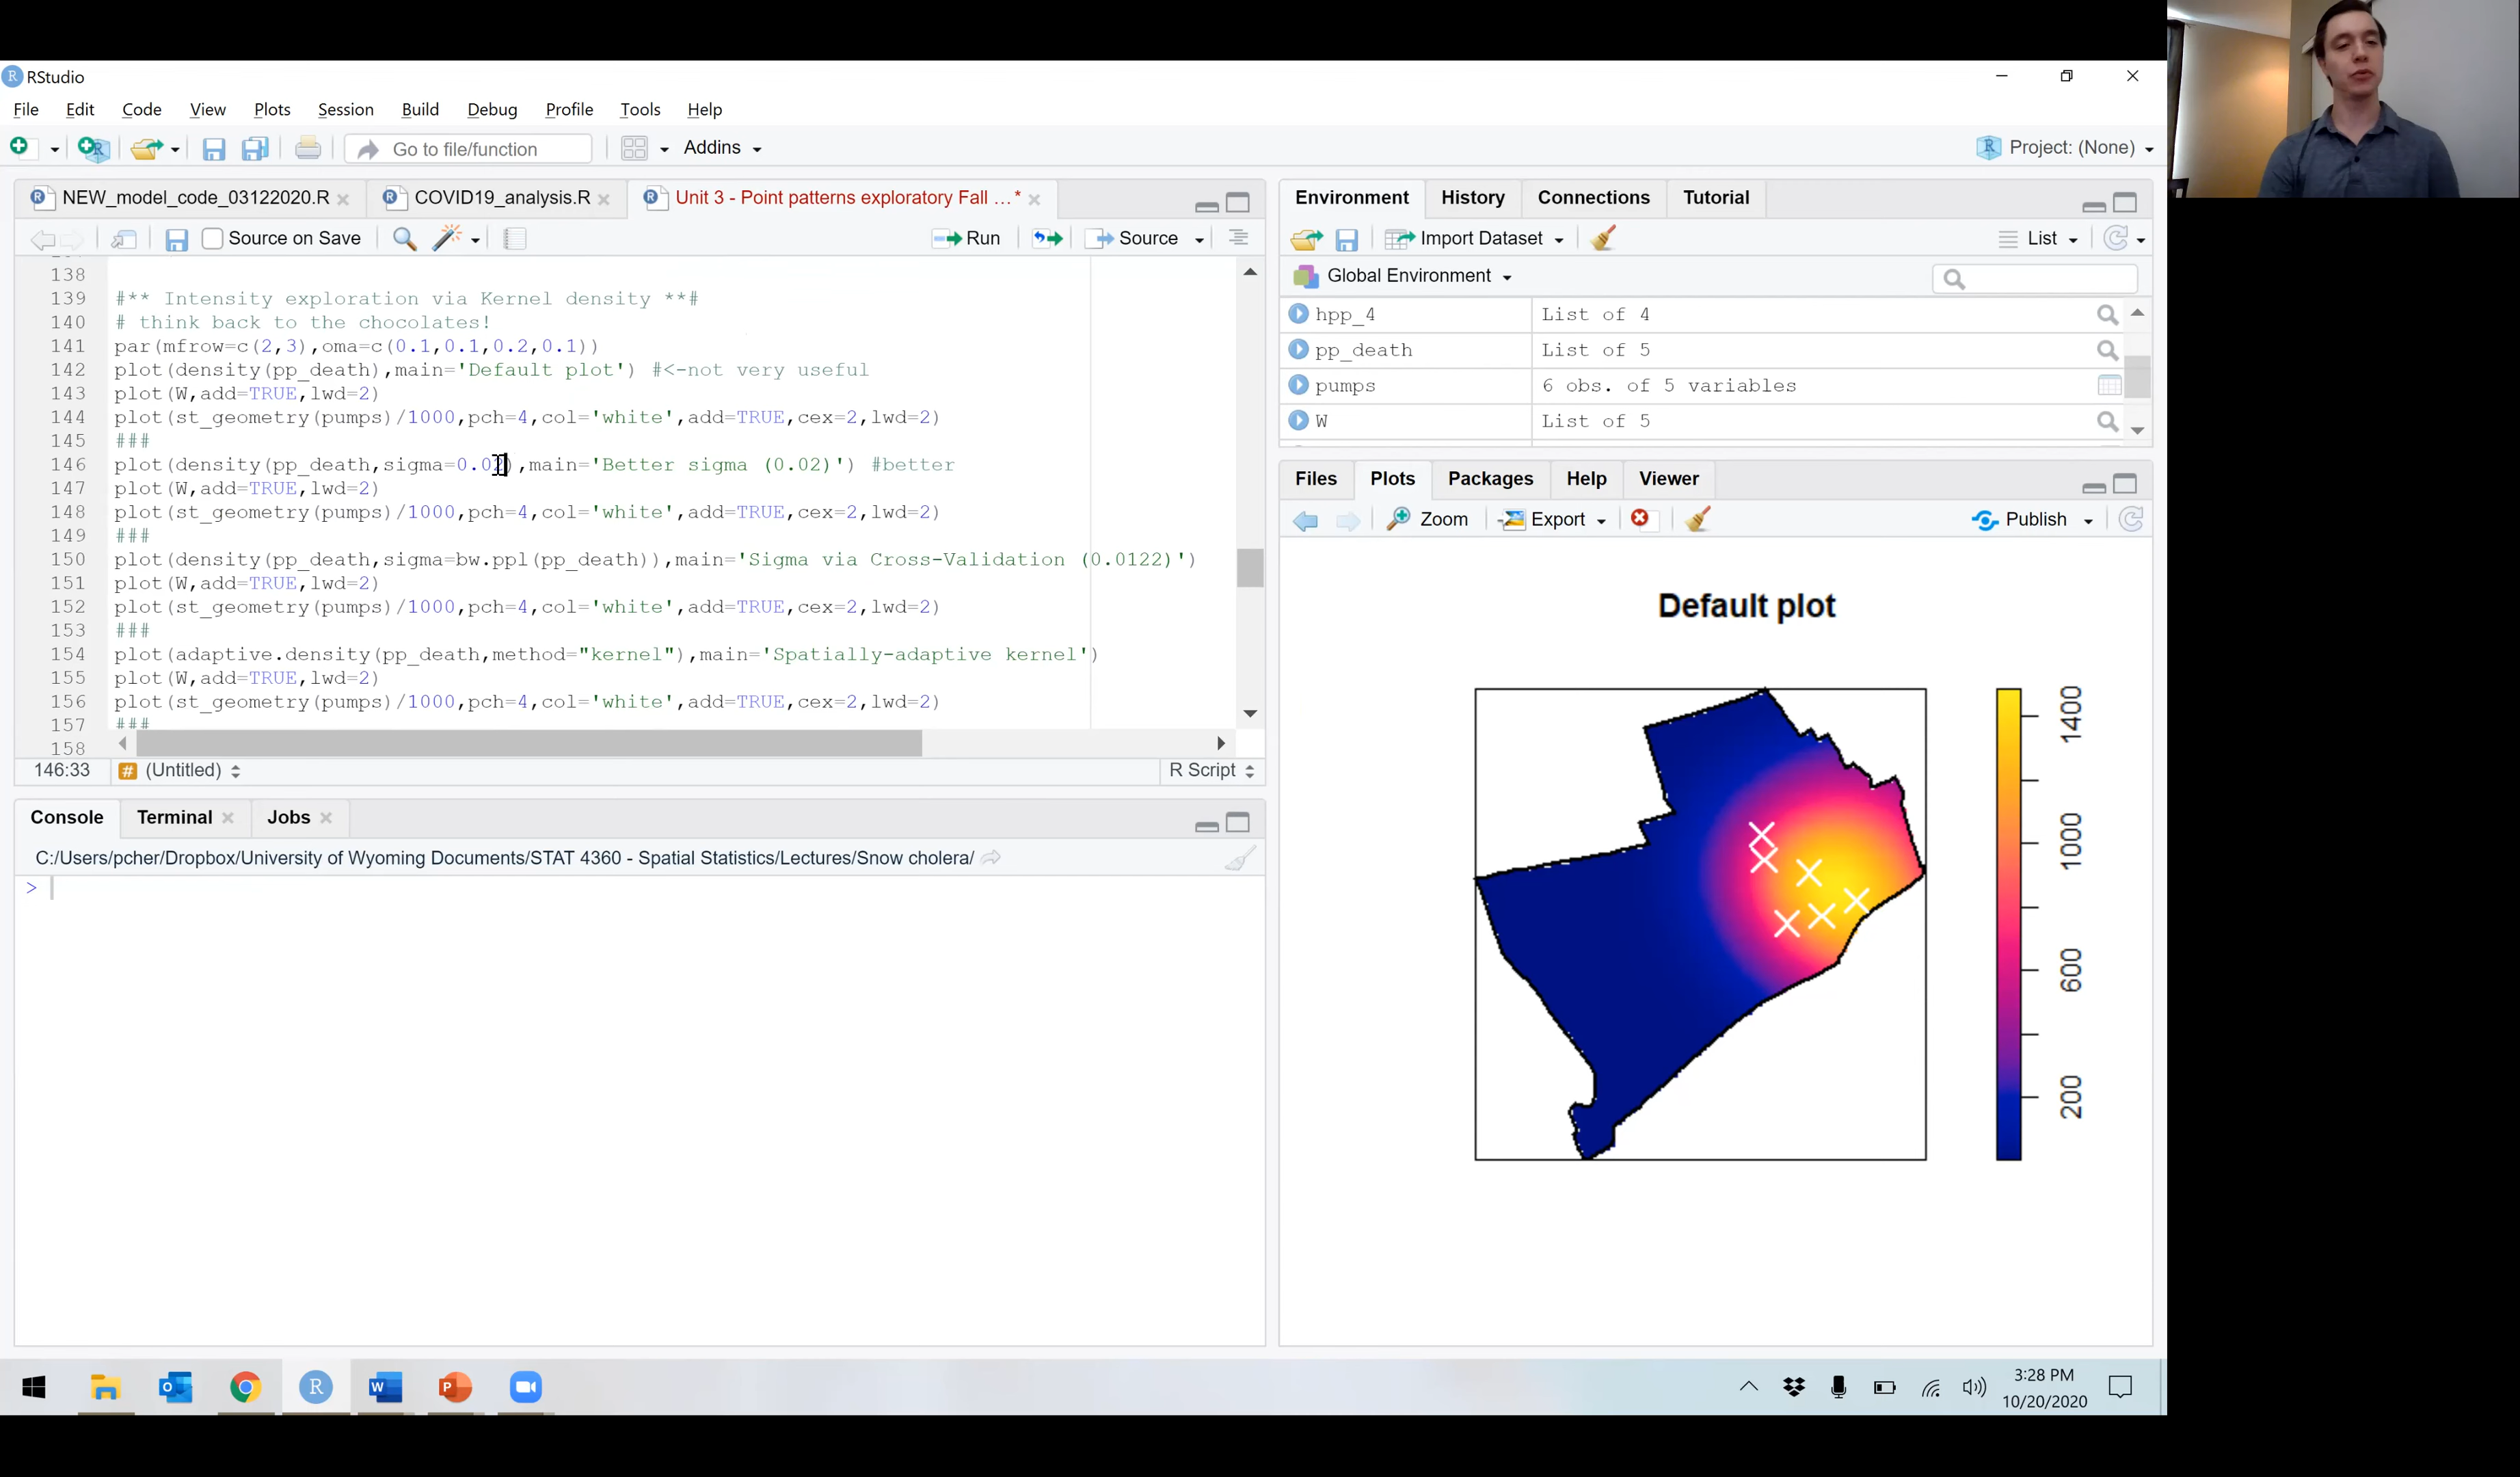 RStudio
File Edit Code View Plots Session Build Debug Profile Tools Help
Go to file/function Addins Project: (None)
NEW_model_code_03122020.R COVID19_analysis.R Unit 3 - Point patterns exploratory Fall …*
Source on Save Run Source
138
139 #** Intensity exploration via Kernel density **#
140 # think back to the chocolates!
141 par(mfrow=c(2,3),oma=c(0.1,0.1,0.2,0.1))
142 plot(density(pp_death),main='Default plot') #<-not very useful
143 plot(W,add=TRUE,lwd=2)
144 plot(st_geometry(pumps)/1000,pch=4,col='white',add=TRUE,cex=2,lwd=2)
145 ###
146 plot(density(pp_death,sigma=0.02),main='Better sigma (0.02)') #better
147 plot(W,add=TRUE,lwd=2)
148 plot(st_geometry(pumps)/1000,pch=4,col='white',add=TRUE,cex=2,lwd=2)
149 ###
150 plot(density(pp_death,sigma=bw.ppl(pp_death)),main='Sigma via Cross-Validation (0.0122)')
151 plot(W,add=TRUE,lwd=2)
152 plot(st_geometry(pumps)/1000,pch=4,col='white',add=TRUE,cex=2,lwd=2)
153 ###
154 plot(adaptive.density(pp_death,method="kernel"),main='Spatially-adaptive kernel')
155 plot(W,add=TRUE,lwd=2)
156 plot(st_geometry(pumps)/1000,pch=4,col='white',add=TRUE,cex=2,lwd=2)
157 ###
158
146:33 # (Untitled) R Script
Console Terminal Jobs
C:/Users/pcher/Dropbox/University of Wyoming Documents/STAT 4360 - Spatial Statistics/Lectures/Snow cholera/
>
Environment History Connections Tutorial
Import Dataset List
Global Environment
hpp_4 List of 4
pp_death List of 5
pumps 6 obs. of 5 variables
W List of 5
Files Plots Packages Help Viewer
Zoom Export Publish
Default plot
1400
1000
600
200
3:28 PM
10/20/2020